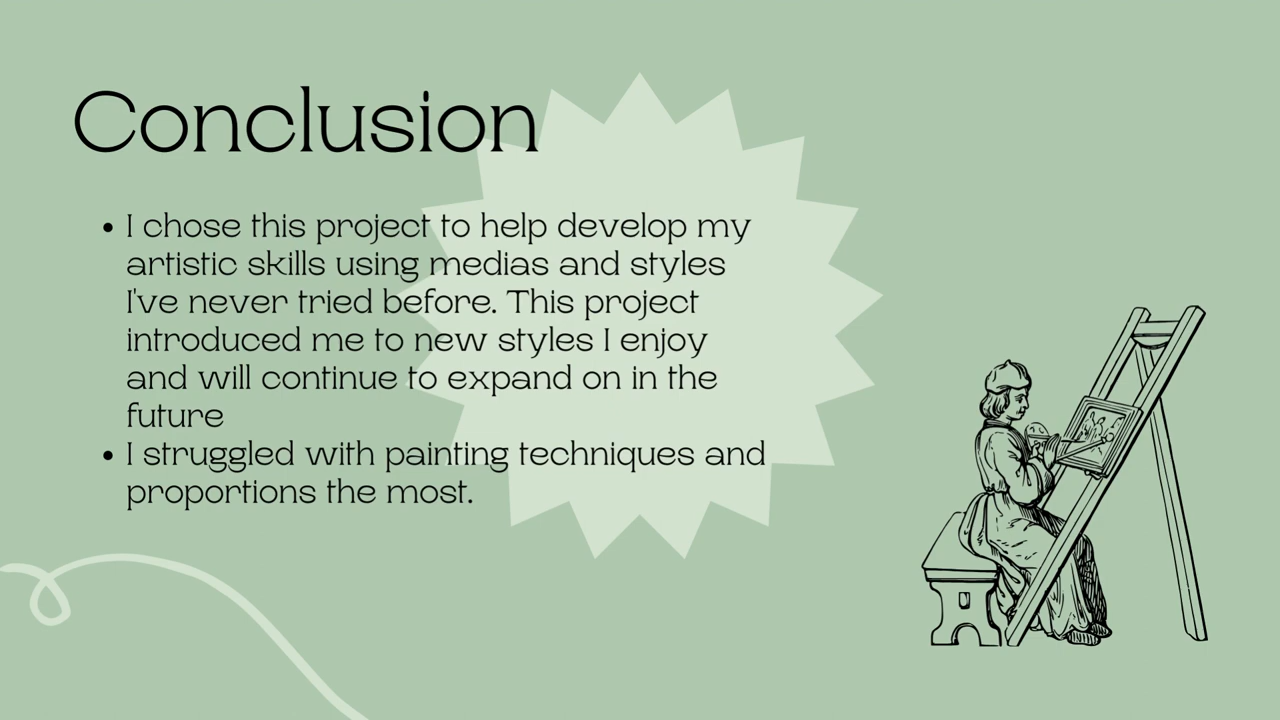 Conclusion
• I chose this project to help develop my
artistic skills using medias and styles
I've never tried before. This project
introduced me to new styles I enjoy
and will continue to expand on in the
future
• I struggled with painting techniques and
proportions the most.